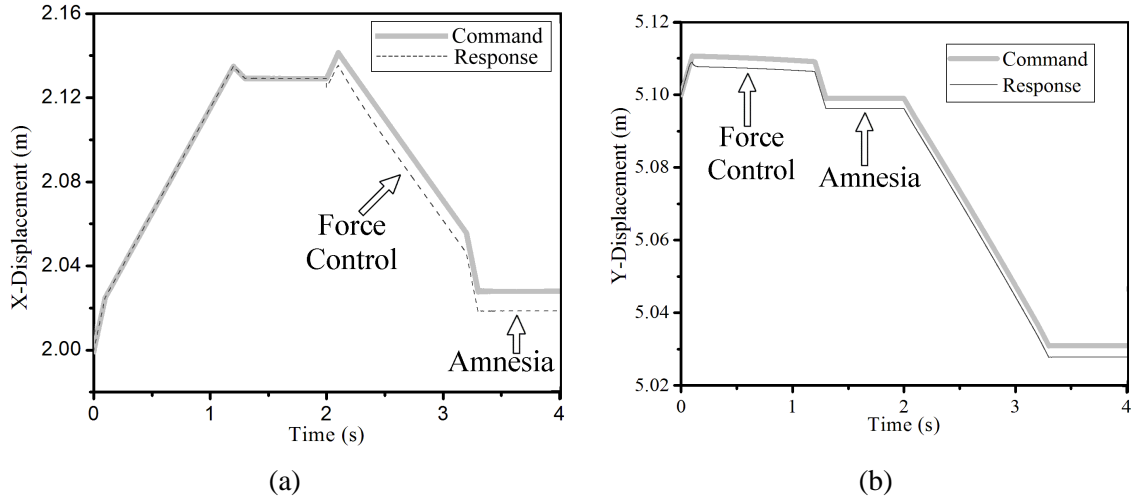 2.16
2.12
2.08
2.04
2.00
X-Displacement (m)
Command
Response
Force
Control
Amnesia
0
1
2
3
4
Time (s)
(a)
5.12
5.10
5.08
5.06
5.04
5.02
Y-Displacement (m)
Command
Response
Force
Control
Amnesia
0
1
2
3
4
Time (s)
(b)